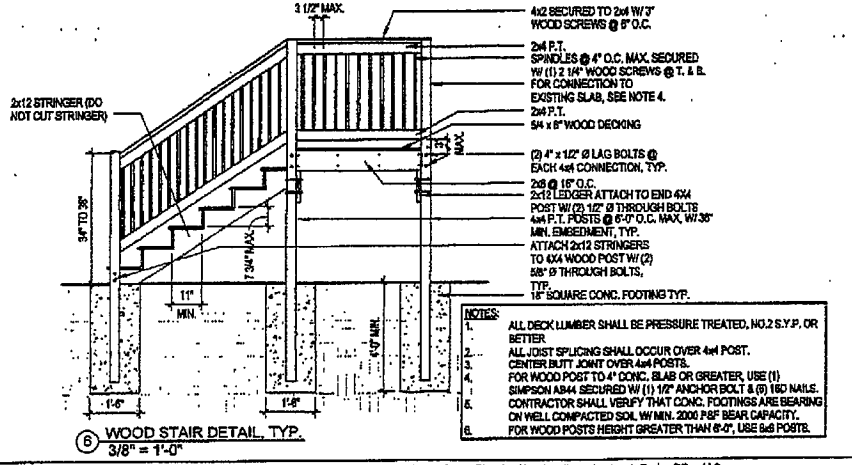 3 1/2" MAX.
4x2 SECURED TO 2x4 W/ 3"
WOOD SCREWS @ 6" O.C.
2x4 P.T.
SPINDLES @ 4" O.C. MAX. SECURED
W/ (1) 2 1/4" WOOD SCREWS @ T. & B.
FOR CONNECTION TO
EXISTING SLAB, SEE NOTE 4.
2x4 P.T.
5/4 x 6" WOOD DECKING
2x12 STRINGER (DO
NOT CUT STRINGER)
MAX.
(2) 4" x 1/2" Ø LAG BOLTS @
EACH 4x4 CONNECTION, TYP.
2x8 @ 16" O.C.
2x12 LEDGER ATTACH TO END 4X4
POST W/ (2) 1/2" Ø THROUGH BOLTS
4x4 P.T. POSTS @ 6'-0" O.C. MAX, W/ 36"
MIN. EMBEDMENT, TYP.
ATTACH 2x12 STRINGERS
TO 4X4 WOOD POST W/ (2)
5/8" Ø THROUGH BOLTS,
TYP.
18" SQUARE CONC. FOOTING TYP.
34" TO 38"
7 3/4" MAX.
11"
MIN.
4'-0" MIN.
1'-6"
1'-6"
NOTES:
1. ALL DECK LUMBER SHALL BE PRESSURE TREATED, NO.2 S.Y.P. OR
BETTER
2. ALL JOIST SPLICING SHALL OCCUR OVER 4x4 POST.
3. CENTER BUTT JOINT OVER 4x4 POSTS.
4. FOR WOOD POST TO 4" CONC. SLAB OR GREATER, USE (1)
SIMPSON AB44 SECURED W/ (1) 1/2" ANCHOR BOLT & (6) 16D NAILS.
5. CONTRACTOR SHALL VERIFY THAT CONC. FOOTINGS ARE BEARING
ON WELL COMPACTED SOIL W/ MIN. 2000 PSF BEAR CAPACITY.
6. FOR WOOD POSTS HEIGHT GREATER THAN 6'-0", USE 6x6 POSTS.
6 WOOD STAIR DETAIL, TYP.
3/8" = 1'-0"